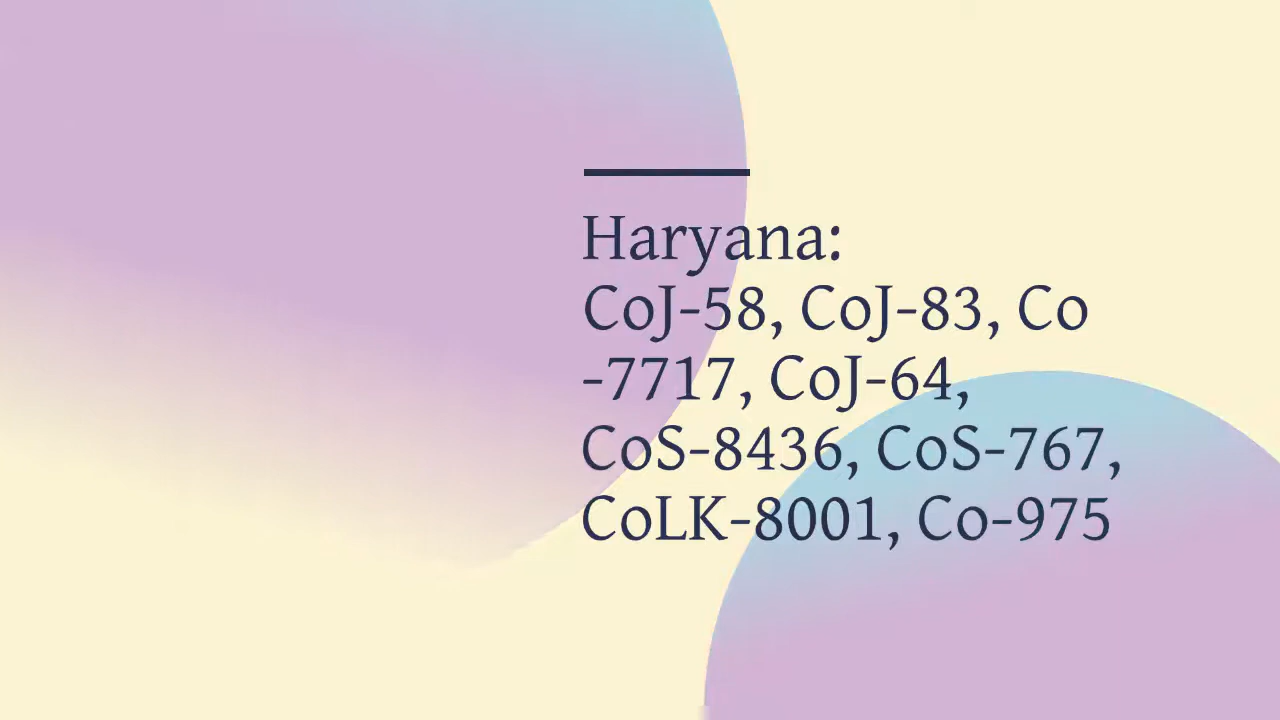 Haryana:
CoJ-58, CoJ-83, Co
-7717, CoJ-64,
CoS-8436, CoS-767,
CoLK-8001, Co-975